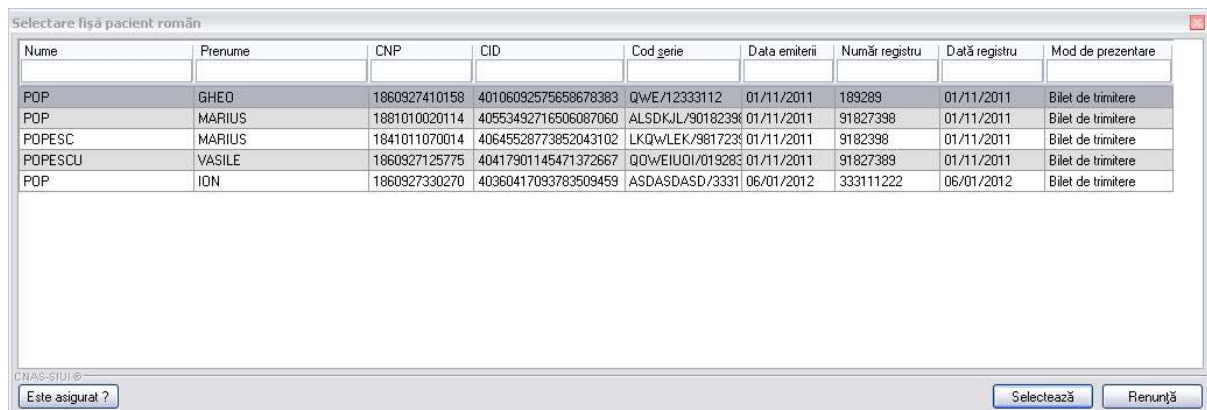 Selectare fişă pacient român
Nume Prenume CNP CID Cod serie Data emiterii Număr registru Dată registru Mod de prezentare
POP GHEO 1860927410158 40106092575658678383 QWE/12333112 01/11/2011 189289 01/11/2011 Bilet de trimitere
POP MARIUS 1881010020114 40553492716506087060 ALSDKJL/90182398 01/11/2011 91827398 01/11/2011 Bilet de trimitere
POPESC MARIUS 1841011070014 40645528773852043102 LKQWLEK/9817239 01/11/2011 9182398 01/11/2011 Bilet de trimitere
POPESCU VASILE 1860927125775 40417901145471372667 QOWEIUOI/019283 01/11/2011 91827389 01/11/2011 Bilet de trimitere
POP ION 1860927330270 40360417093783509459 ASDASDASD/3331 06/01/2012 333111222 06/01/2012 Bilet de trimitere
CNAS-SIUI ©
Este asigurat ? Selectează Renunţă